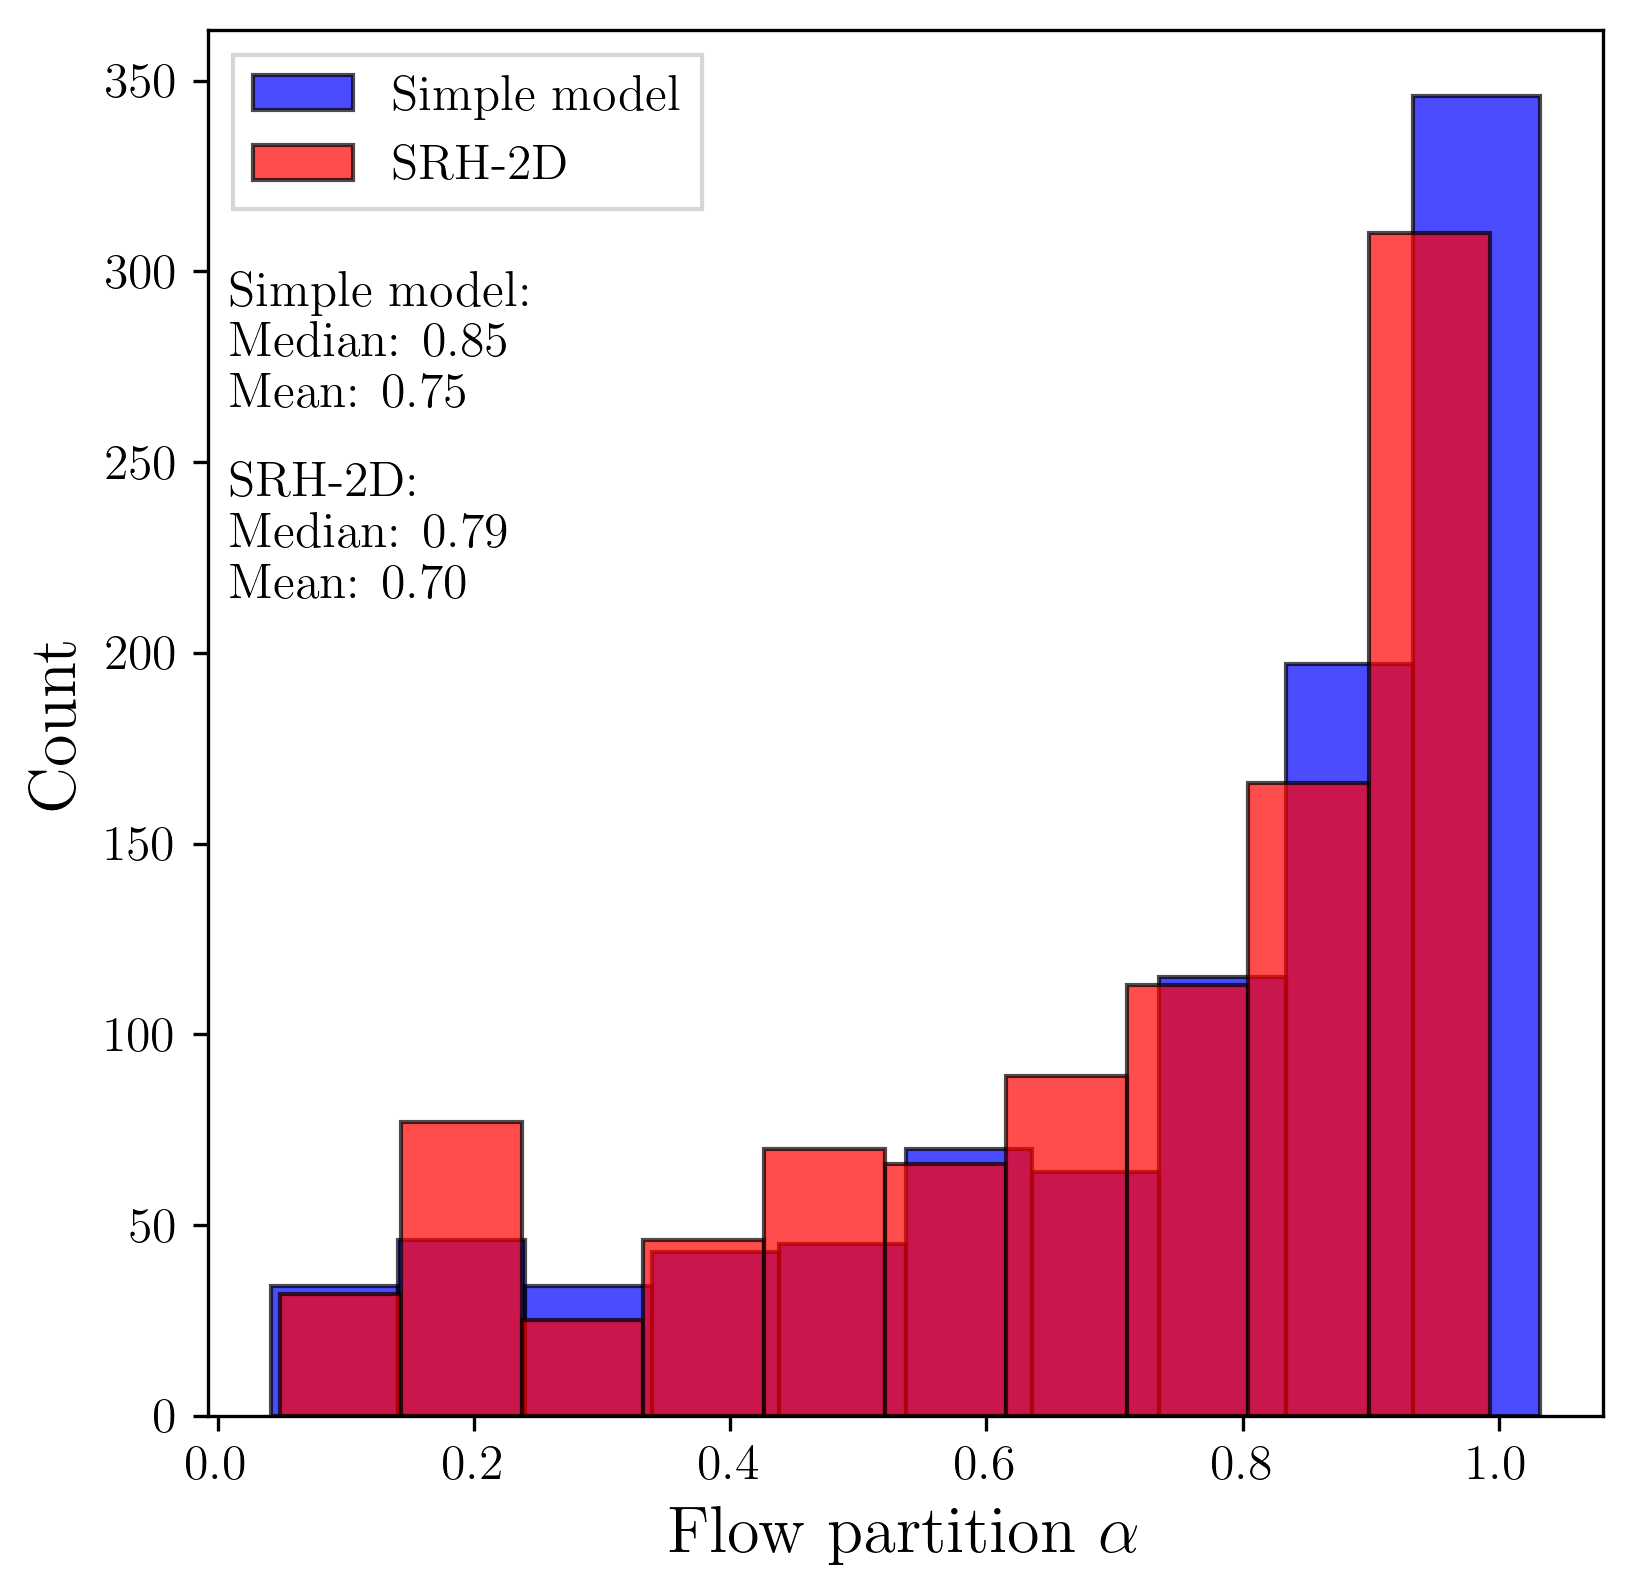 Simple model
SRH-2D
Simple model:
Median: 0.85
Mean: 0.75
SRH-2D:
Median: 0.79
Mean: 0.70
350
300
250
200
150
100
50
0
Count
0.0 0.2 0.4 0.6 0.8 1.0
Flow partition α